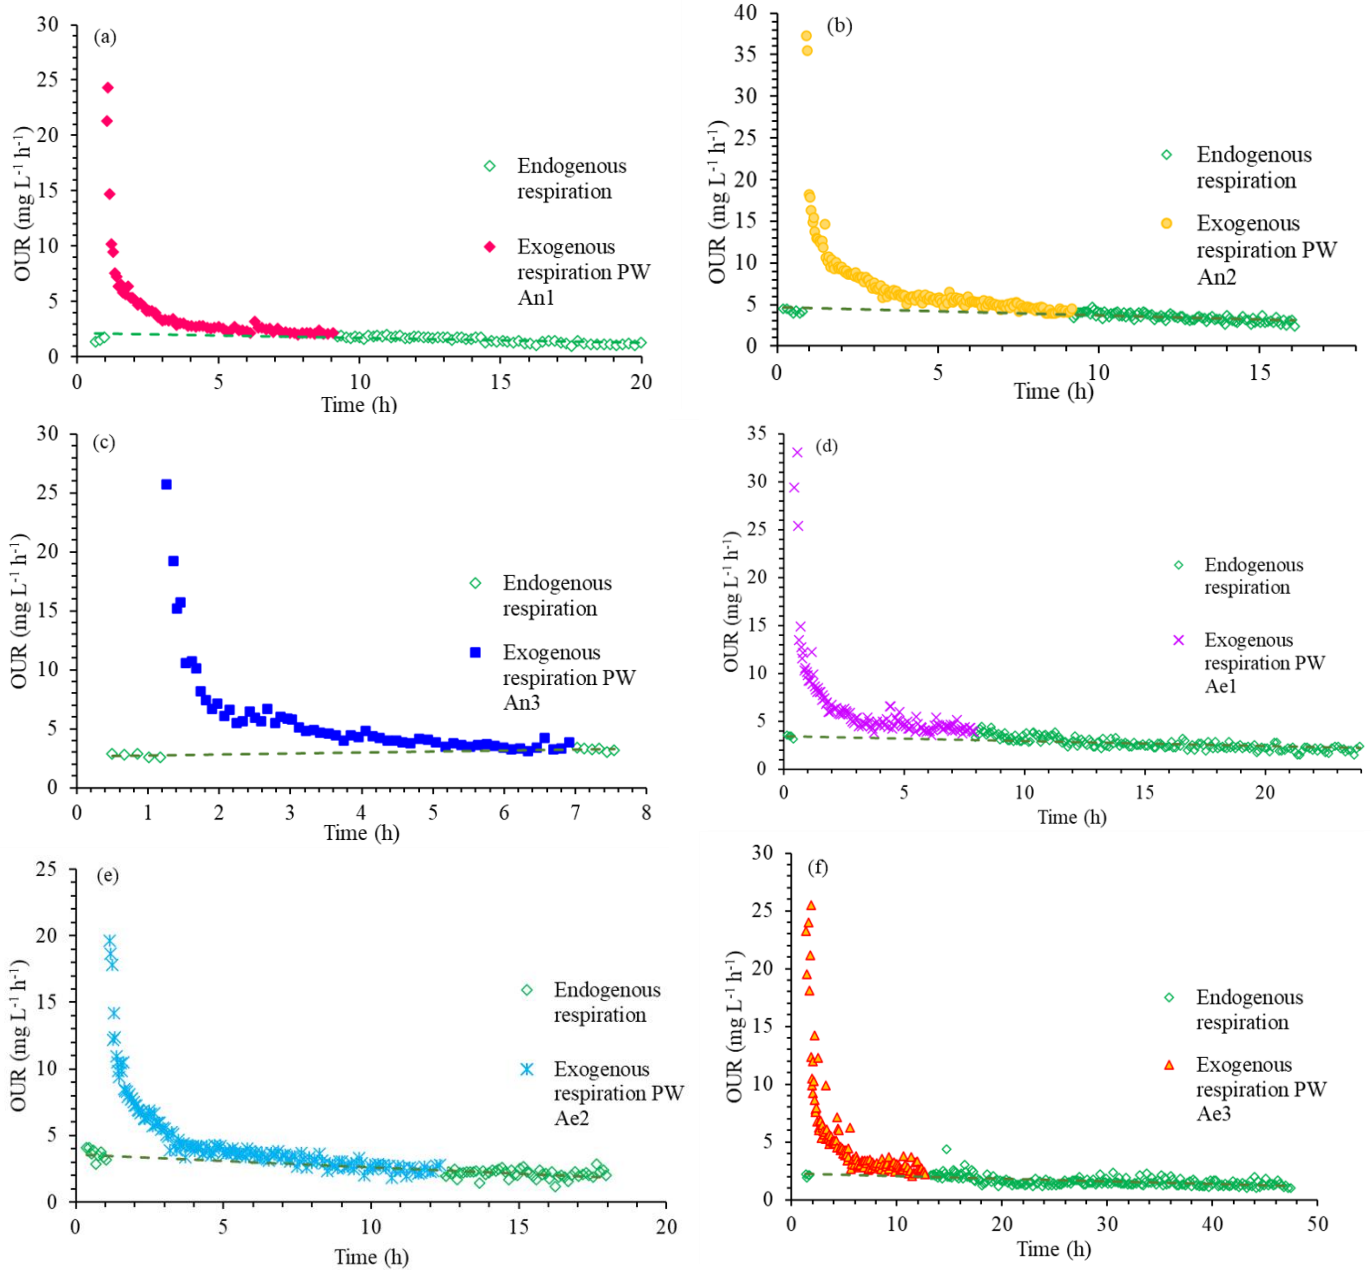 (a)
OUR (mg L-1 h-1)
30
25
20
15
10
5
0
0 5 10 15 20
Time (h)
Endogenous
respiration
Exogenous
respiration PW
An1
(b)
OUR (mg L-1 h-1)
40
35
30
25
20
15
10
5
0
0 5 10 15
Time (h)
Endogenous
respiration
Exogenous
respiration PW
An2
(c)
OUR (mg L-1 h-1)
30
25
20
15
10
5
0
0 1 2 3 4 5 6 7 8
Time (h)
Endogenous
respiration
Exogenous
respiration PW
An3
(d)
OUR (mg L-1 h-1)
35
30
25
20
15
10
5
0
0 5 10 15 20
Time (h)
Endogenous
respiration
Exogenous
respiration PW
Ae1
(e)
OUR (mg L-1 h-1)
25
20
15
10
5
0
0 5 10 15 20
Time (h)
Endogenous
respiration
Exogenous
respiration PW
Ae2
(f)
OUR (mg L-1 h-1)
30
25
20
15
10
5
0
0 10 20 30 40 50
Time (h)
Endogenous
respiration
Exogenous
respiration PW
Ae3